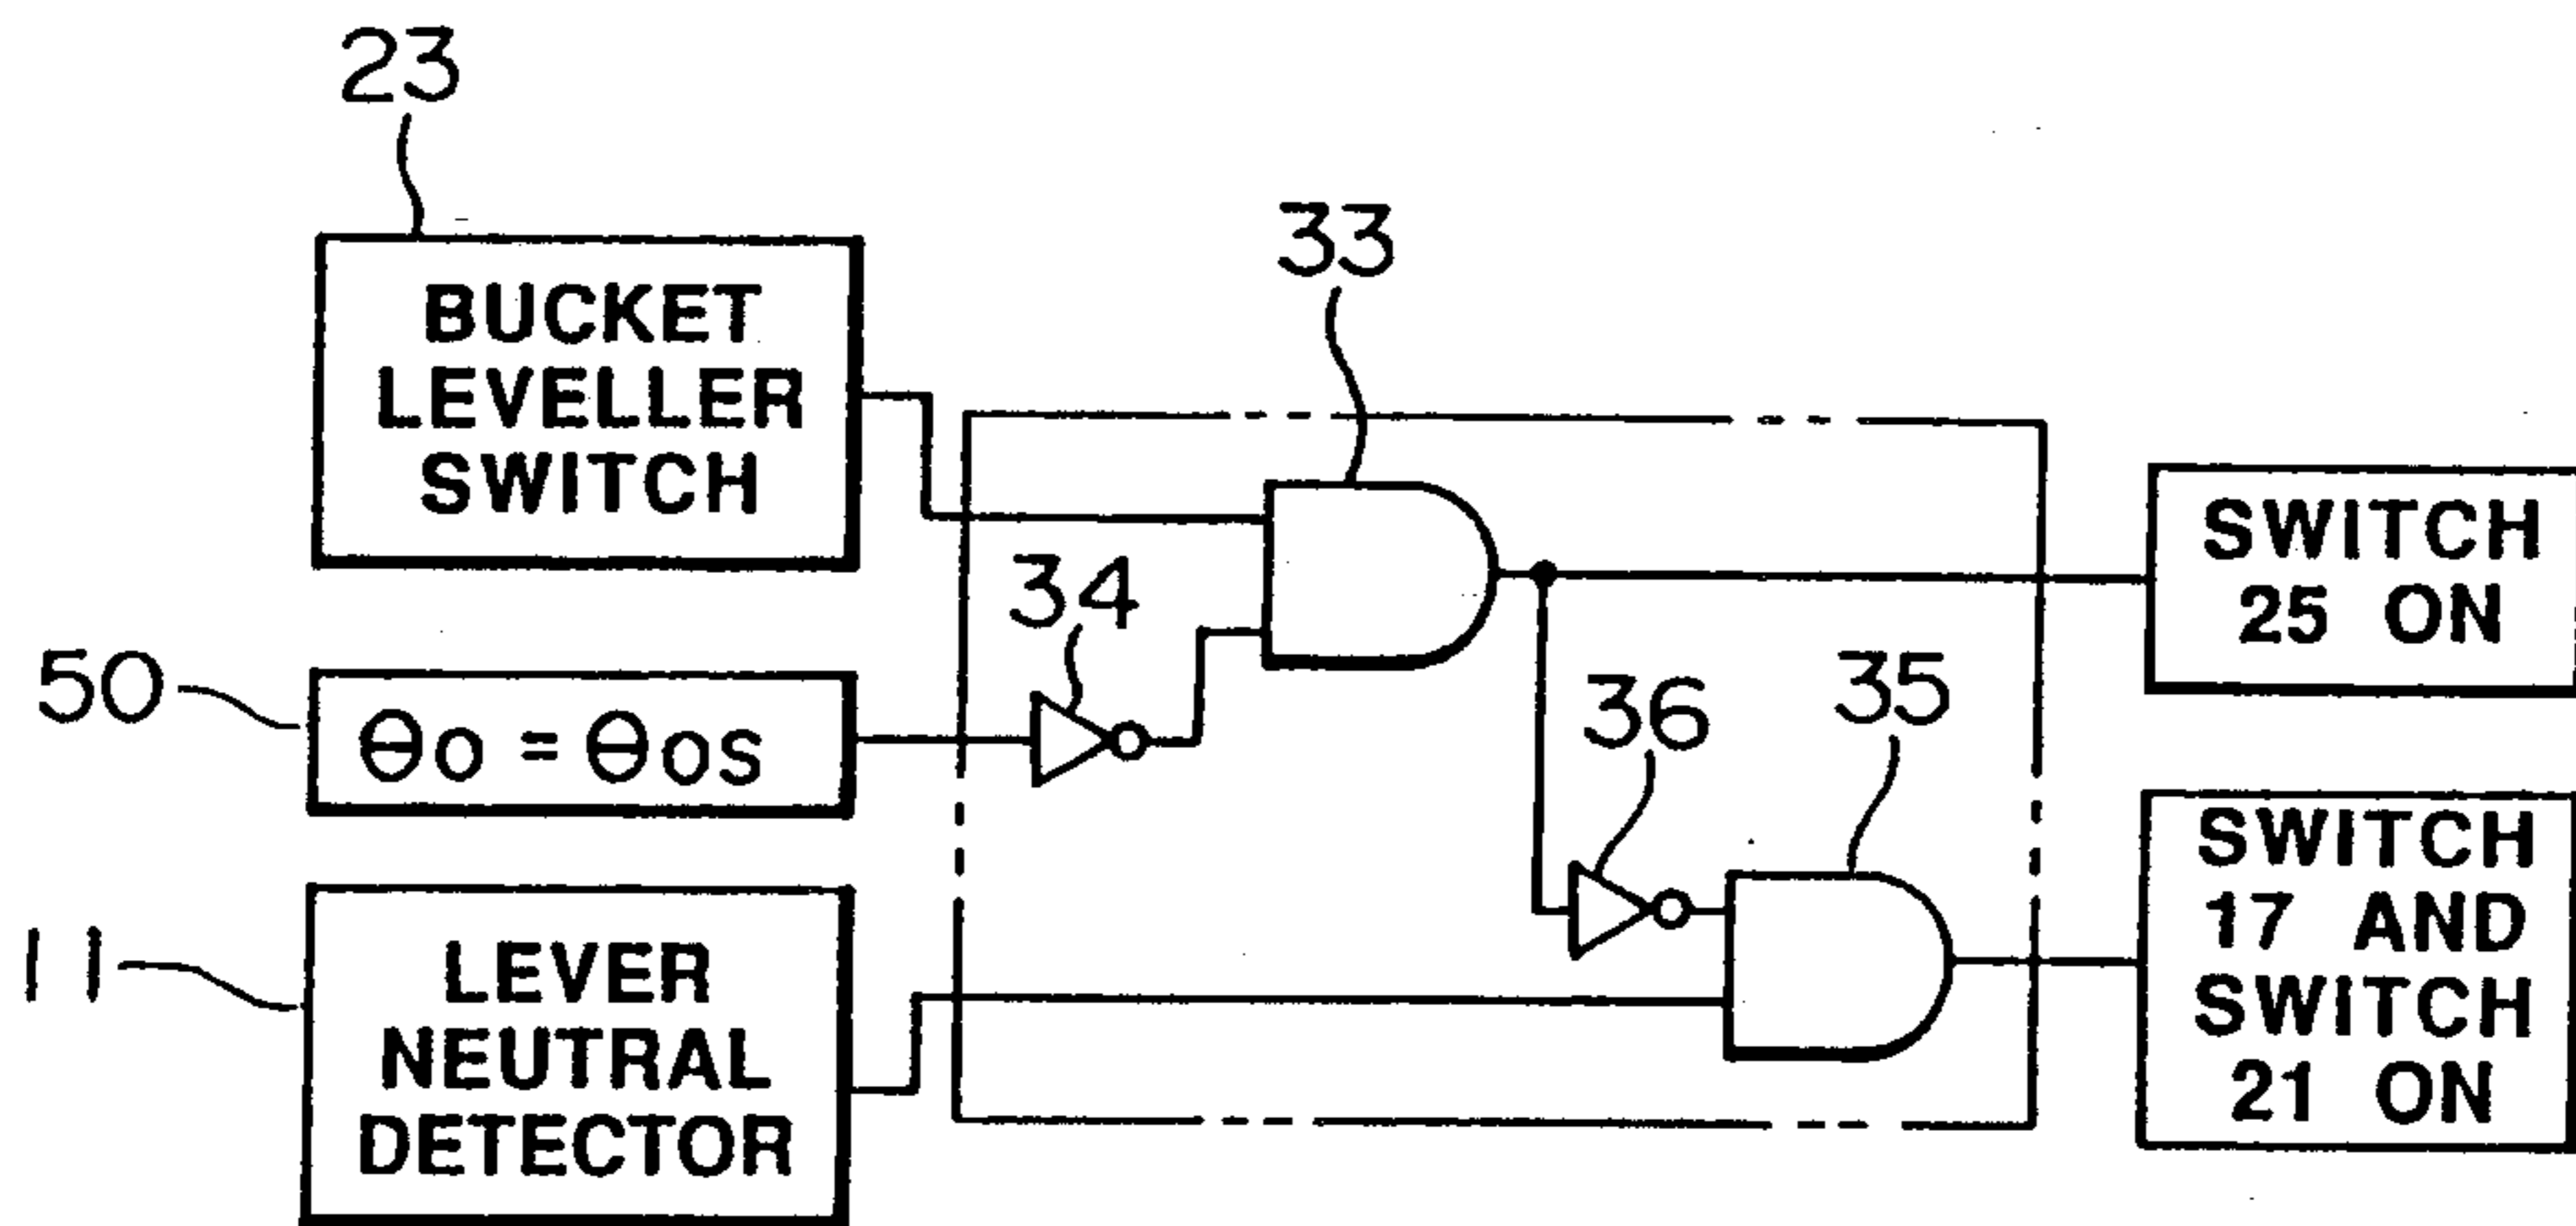 23
BUCKET
LEVELLER
SWITCH
33
34
50
θo = θos
11
LEVER
NEUTRAL
DETECTOR
36
35
SWITCH
25 ON
SWITCH
17 AND
SWITCH
21 ON